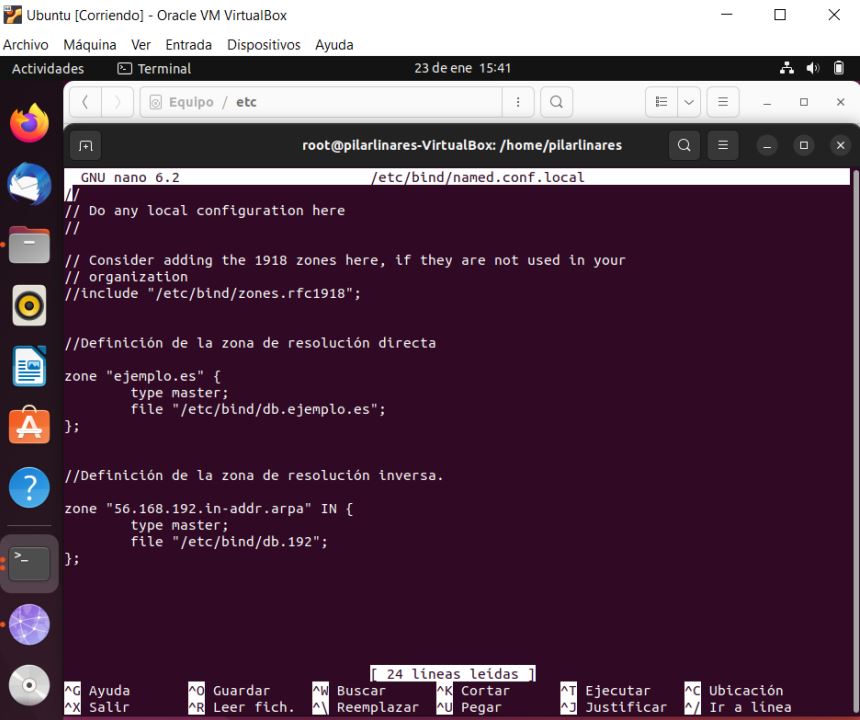 Ubuntu [Corriendo] - Oracle VM VirtualBox
Archivo Máquina Ver Entrada Dispositivos Ayuda
Actividades Terminal 23 de ene 15:41
Equipo / etc
root@pilarlinares-VirtualBox: /home/pilarlinares
GNU nano 6.2 /etc/bind/named.conf.local
//
// Do any local configuration here
//
// Consider adding the 1918 zones here, if they are not used in your
// organization
//include "/etc/bind/zones.rfc1918";
//Definición de la zona de resolución directa
zone "ejemplo.es" {
type master;
file "/etc/bind/db.ejemplo.es";
};
//Definición de la zona de resolución inversa.
zone "56.168.192.in-addr.arpa" IN {
type master;
file "/etc/bind/db.192";
};
[ 24 líneas leídas ]
^G Ayuda ^O Guardar ^W Buscar ^K Cortar ^T Ejecutar ^C Ubicación
^X Salir ^R Leer fich. ^\ Reemplazar ^U Pegar ^J Justificar ^/ Ir a línea